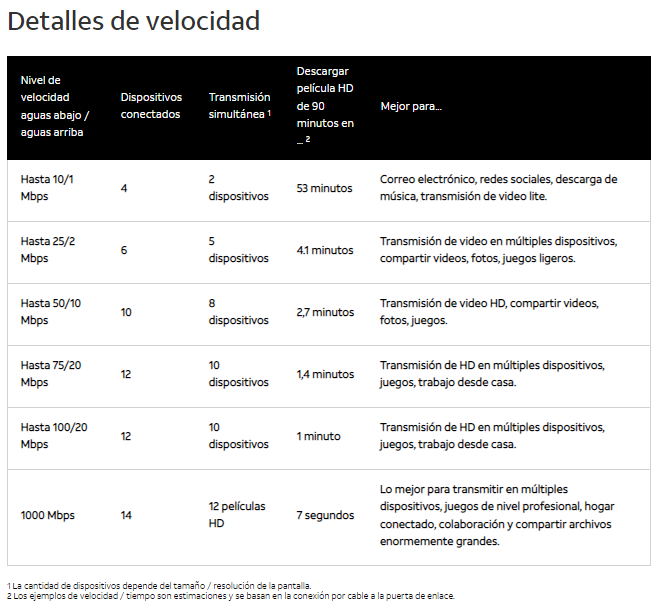 Detalles de velocidad
Nivel de
velocidad
aguas abajo /
aguas arriba
Dispositivos
conectados
Transmisión
simultánea 1
Descargar
película HD
de 90
minutos en
_ 2
Mejor para...
Hasta 10/1
Mbps
4
2
dispositivos
53 minutos
Correo electrónico, redes sociales, descarga de
música, transmisión de video lite.
Hasta 25/2
Mbps
6
5
dispositivos
4.1 minutos
Transmisión de video en múltiples dispositivos,
compartir videos, fotos, juegos ligeros.
Hasta 50/10
Mbps
10
8
dispositivos
2,7 minutos
Transmisión de video HD, compartir videos,
fotos, juegos.
Hasta 75/20
Mbps
12
10
dispositivos
1,4 minutos
Transmisión de HD en múltiples dispositivos,
juegos, trabajo desde casa.
Hasta 100/20
Mbps
12
10
dispositivos
1 minuto
Transmisión de HD en múltiples dispositivos,
juegos, trabajo desde casa.
1000 Mbps
14
12 películas
HD
7 segundos
Lo mejor para transmitir en múltiples
dispositivos, juegos de nivel profesional, hogar
conectado, colaboración y compartir archivos
enormemente grandes.
1 La cantidad de dispositivos depende del tamaño / resolución de la pantalla.
2 Los ejemplos de velocidad / tiempo son estimaciones y se basan en la conexión por cable a la puerta de enlace.